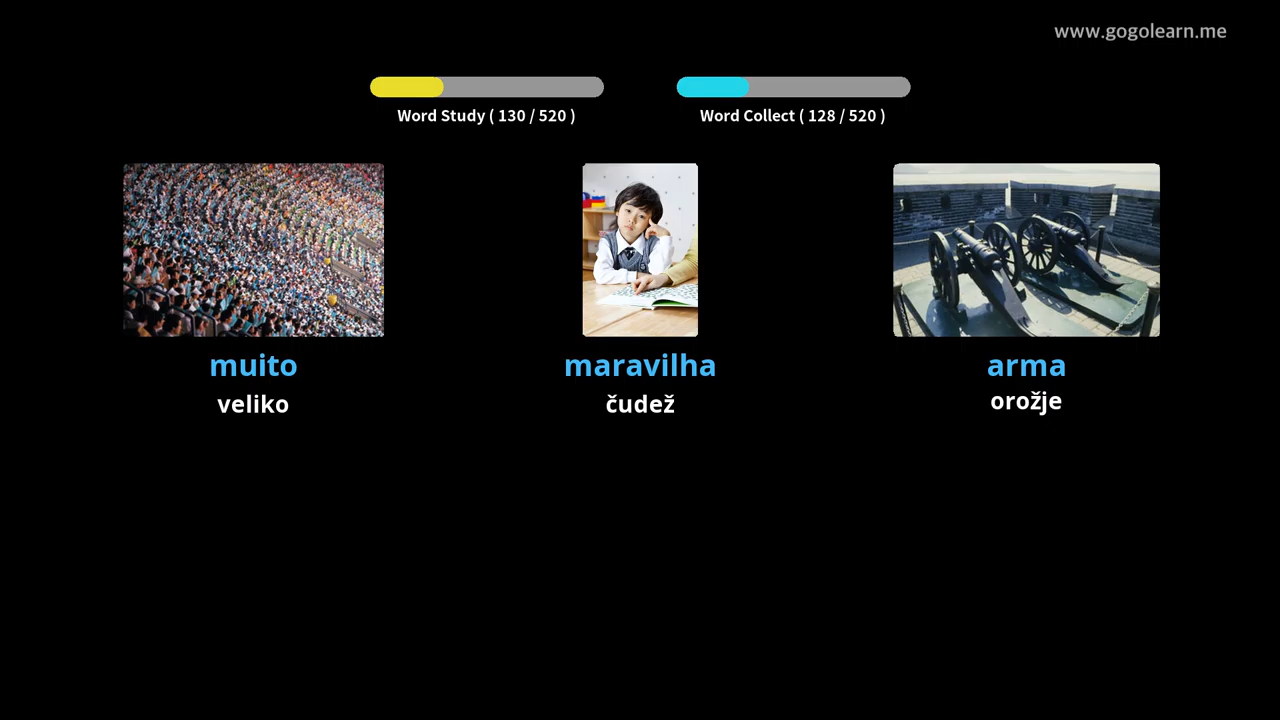 www.gogolearn.me
Word Study ( 130 / 520 )
Word Collect ( 128 / 520 )
muito
maravilha
arma
veliko
čudež
orožje